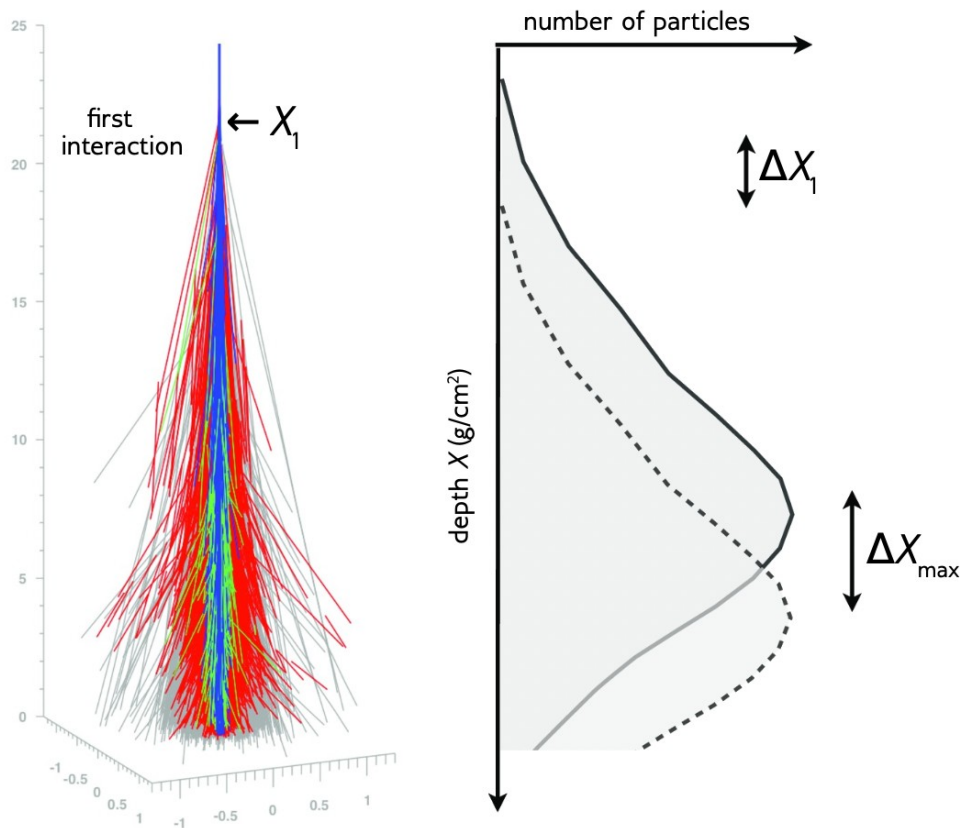 number of particles
25
first
interaction
← X₁
20
ΔX₁
15
depth X (g/cm²)
10
ΔXmax
5
0
-1
-0.5
0
0.5
1
-1
-0.5
0
0.5
1